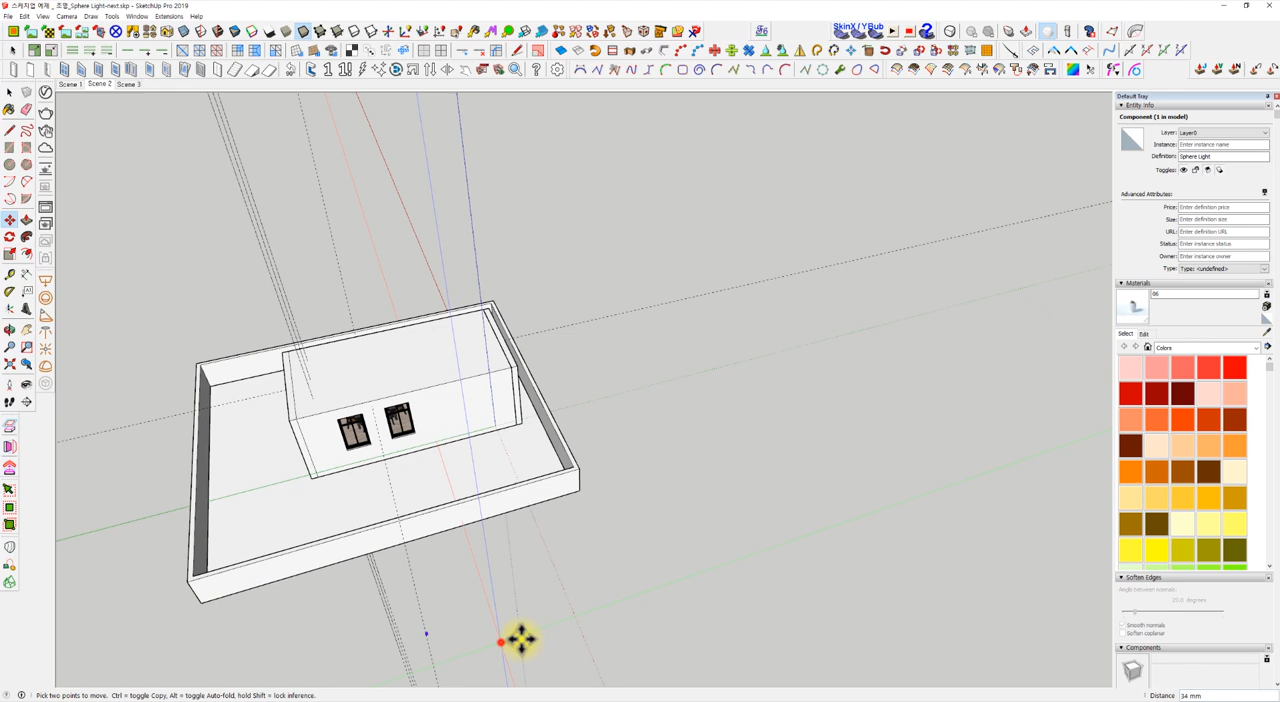 스케치업 예제 _ 조명_Sphere Light-next.skp - SketchUp Pro 2019
File Edit View Camera Draw Tools Window Extensions Help
SkinX/YBub
Scene 1 Scene 2 Scene 3
Default Tray
Entity Info
Component (1 in model)
Layer: Layer0
Instance: Enter instance name
Definition: Sphere Light
Toggles:
Advanced Attributes:
Price: Enter definition price
Size: Enter definition size
URL: Enter definition URL
Status: Enter instance status
Owner: Enter instance owner
Type: Type: <undefined>
Materials
06
Select Edit
Colors
Soften Edges
Angle between normals:
20.0 degrees
Smooth normals
Soften coplanar
Components
Pick two points to move. Ctrl = toggle Copy, Alt = toggle Auto-fold, hold Shift = lock inference.
Distance 34 mm